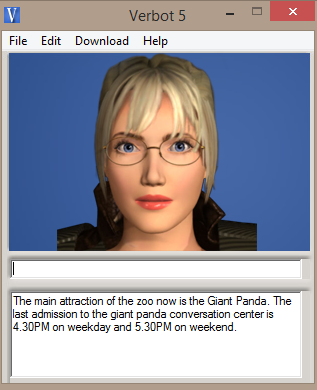 Verbot 5
File Edit Download Help
The main attraction of the zoo now is the Giant Panda. The
last admission to the giant panda conversation center is
4.30PM on weekday and 5.30PM on weekend.